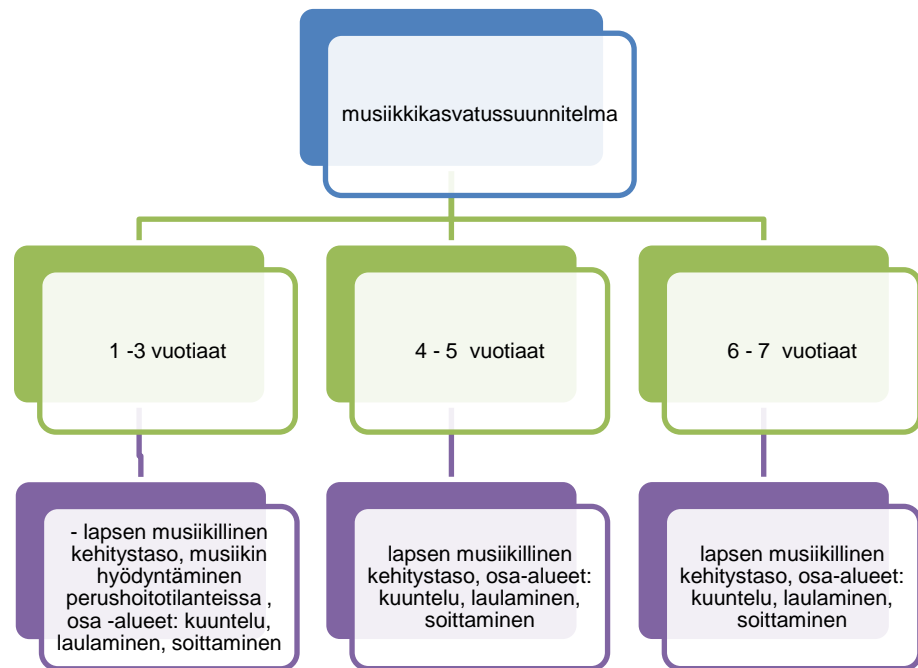 musiikkikasvatussuunnitelma
1 -3 vuotiaat
4 - 5 vuotiaat
6 - 7 vuotiaat
- lapsen musiikillinen
kehitystaso, musiikin
hyödyntäminen
perushoitotilanteissa ,
osa -alueet: kuuntelu,
laulaminen, soittaminen
lapsen musiikillinen
kehitystaso, osa-alueet:
kuuntelu, laulaminen,
soittaminen
lapsen musiikillinen
kehitystaso, osa-alueet:
kuuntelu, laulaminen,
soittaminen